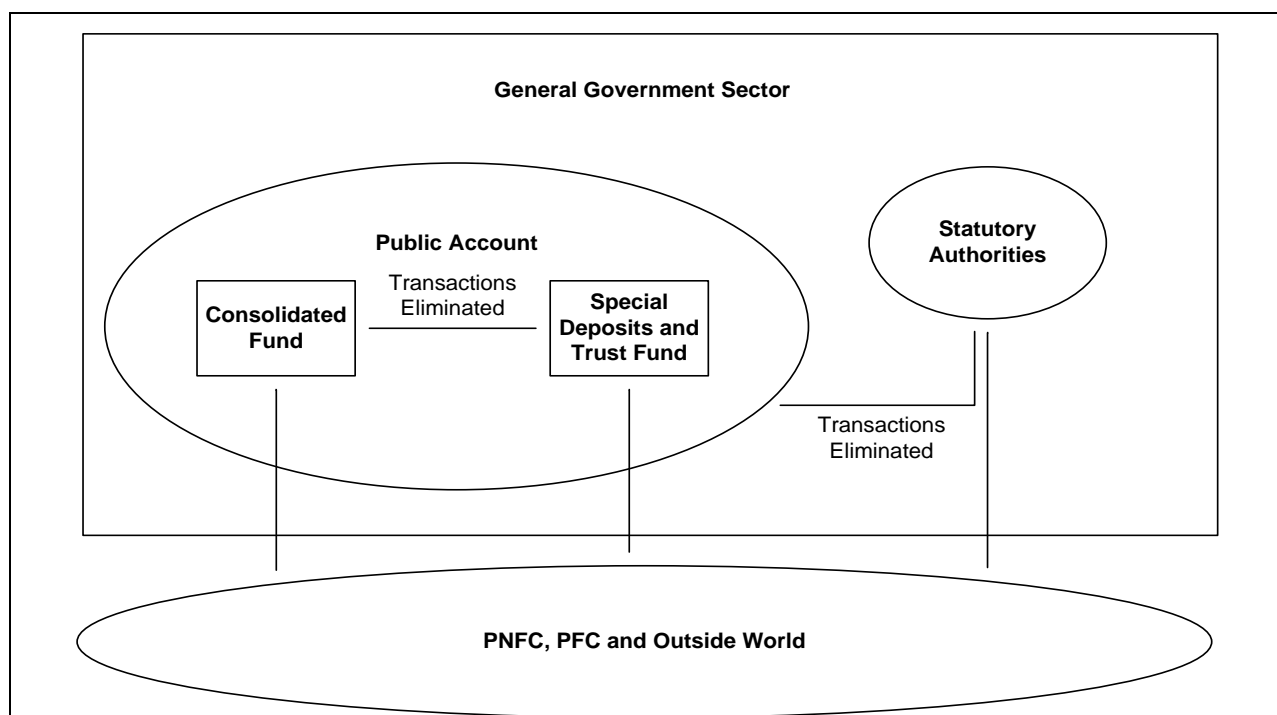 General Government Sector
Statutory
Authorities
Public Account
Transactions
Eliminated
Consolidated
Fund
Special
Deposits and
Trust Fund
Transactions
Eliminated
PNFC, PFC and Outside World